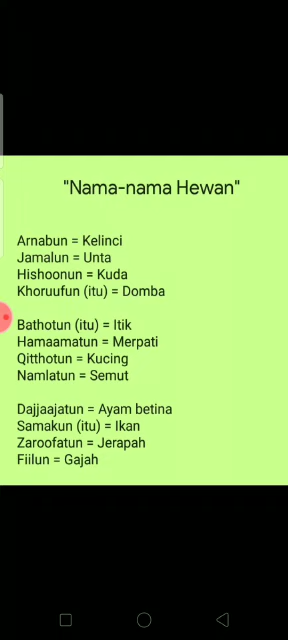 "Nama-nama Hewan"
Arnabun = Kelinci
Jamalun = Unta
Hishoonun = Kuda
Khoruufun (itu) = Domba
Bathotun (itu) = Itik
Hamaamatun = Merpati
Qitthotun = Kucing
Namlatun = Semut
Dajjaajatun = Ayam betina
Samakun (itu) = Ikan
Zaroofatun = Jerapah
Fiilun = Gajah